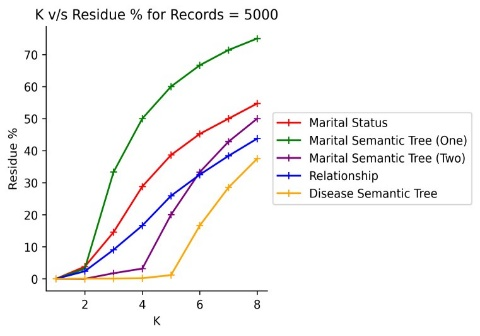 K v/s Residue % for Records = 5000
Residue %
70
60
50
40
30
20
10
0
2
4
6
8
K
Marital Status
Marital Semantic Tree (One)
Marital Semantic Tree (Two)
Relationship
Disease Semantic Tree